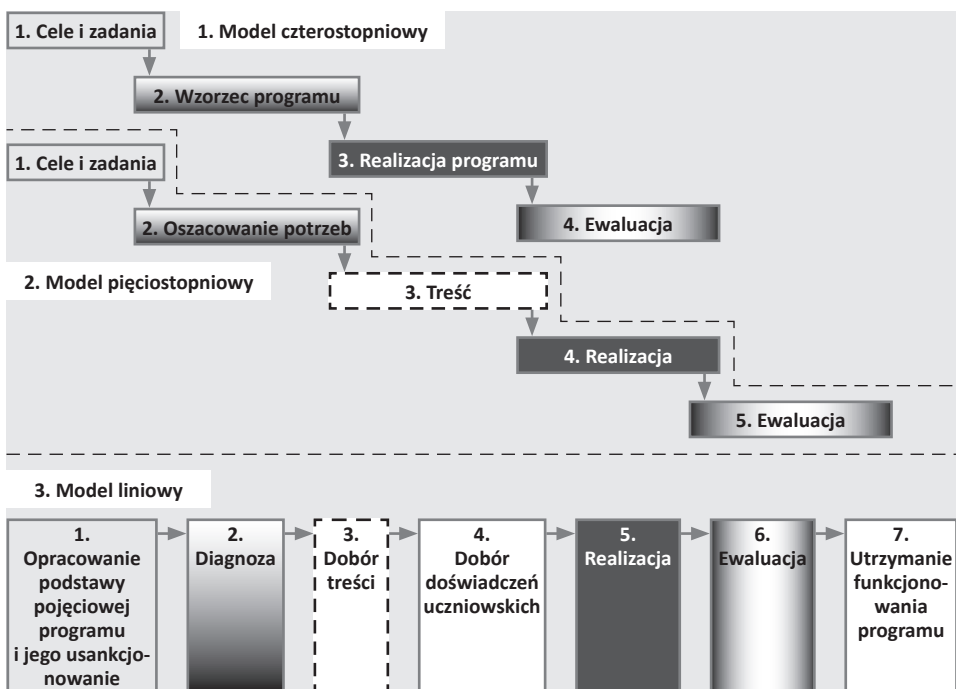 1. Cele i zadania
1. Model czterostopniowy
2. Wzorzec programu
3. Realizacja programu
4. Ewaluacja
1. Cele i zadania
2. Oszacowanie potrzeb
2. Model pięciostopniowy
3. Treść
4. Realizacja
5. Ewaluacja
3. Model liniowy
1.
Opracowanie
podstawy
pojęciowej
programu
i jego usankcjo-
nowanie
2.
Diagnoza
3.
Dobór
treści
4.
Dobór
doświadczeń
uczniowskich
5.
Realizacja
6.
Ewaluacja
7.
Utrzymanie
funkcjono-
wania
programu